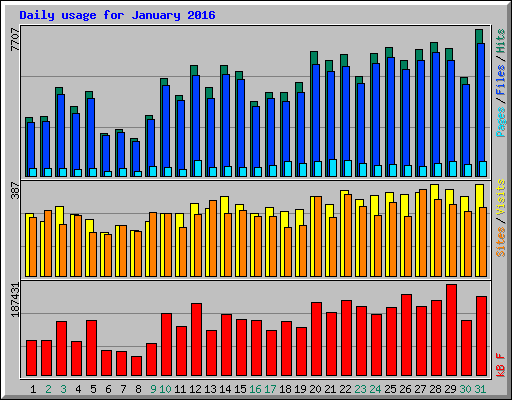 Daily usage for January 2016
7707
Pages / Files / Hits
387
Sites / Visits
187431
kB F
1 2 3 4 5 6 7 8 9 10 11 12 13 14 15 16 17 18 19 20 21 22 23 24 25 26 27 28 29 30 31